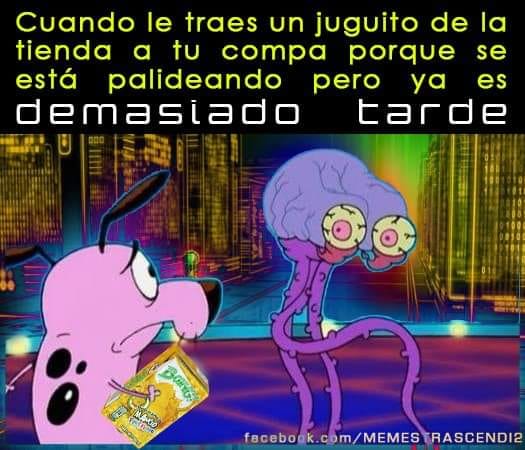 Cuando le traes un juguito de la
tienda a tu compa porque se
está palideando pero ya es
demasiado tarde
facebook.com/MEMESTRASCENDI2